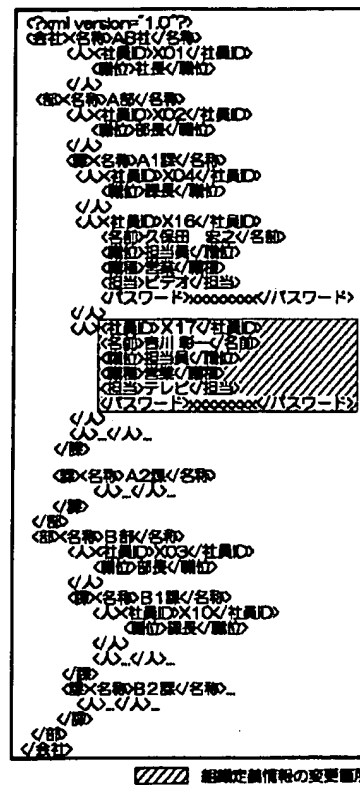 <?xml version="1.0"?>
<会社><名称>AB社</名称>
<人><社員ID>X01</社員ID>
<職位>社長</職位>
</人>
<部><名称>A部</名称>
<人><社員ID>X02</社員ID>
<職位>部長</職位>
</人>
<課><名称>A1課</名称>
<人><社員ID>X04</社員ID>
<職位>課長</職位>
</人>
<人><社員ID>X16</社員ID>
<名前>久保田 宏之</名前>
<職位>担当員</職位>
<職種>営業</職種>
<担当>ビデオ</担当>
</パスワード>xxxxxxxx</パスワード>
</人>
<人><社員ID>X17</社員ID>
<名前>吉川 彰一</名前>
<職位>担当員</職位>
<職種>営業</職種>
<担当>テレビ</担当>
</パスワード>xxxxxxxx</パスワード>
</人>
<人>…</人>…
</課>
<課><名称>A2課</名称>
<人>…</人>…
</課>
</部>
<部><名称>B部</名称>
<人><社員ID>X03</社員ID>
<職位>部長</職位>
</人>
<課><名称>B1課</名称>
<人><社員ID>X10</社員ID>
<職位>課長</職位>
</人>
<人>…</人>…
</課>
<課><名称>B2課</名称>…
<人>…</人>…
</課>
</部>
</会社>
組織定義情報の変更箇所